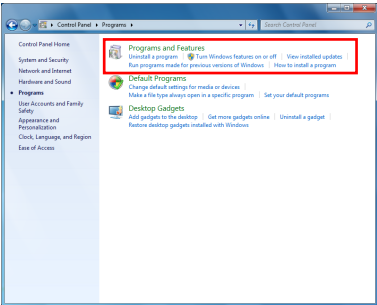 Control Panel ▸ Programs ▸
Search Control Panel
Control Panel Home
System and Security
Network and Internet
Hardware and Sound
Programs
User Accounts and Family
Safety
Appearance and
Personalization
Clock, Language, and Region
Ease of Access
Programs and Features
Uninstall a program | Turn Windows features on or off | View installed updates |
Run programs made for previous versions of Windows | How to install a program
Default Programs
Change default settings for media or devices |
Make a file type always open in a specific program | Set your default programs
Desktop Gadgets
Add gadgets to the desktop | Get more gadgets online | Uninstall a gadget |
Restore desktop gadgets installed with Windows